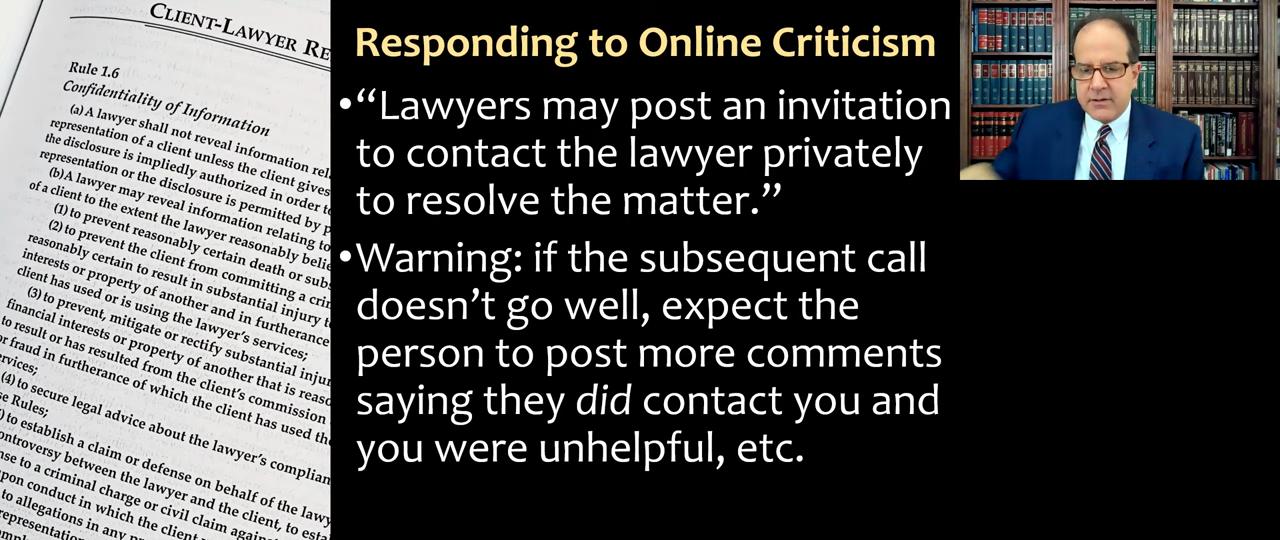 CLIENT-LAWYER RE
Rule 1.6
Confidentiality of Information
(a) A lawyer shall not reveal information rel
representation of a client unless the client gives
the disclosure is impliedly authorized in order to
representation or the disclosure is permitted by p
(b) A lawyer may reveal information relating to
of a client to the extent the lawyer reasonably belie
(1) to prevent reasonably certain death or subs
(2) to prevent the client from committing a crim
reasonably certain to result in substantial injury t
interests or property of another and in furtherance
client has used or is using the lawyer's services;
(3) to prevent, mitigate or rectify substantial injur
financial interests or property of another that is reaso
to result or has resulted from the client's commission
or fraud in furtherance of which the client has used the
ervices;
(4) to secure legal advice about the lawyer's complian
se Rules;
) to establish a claim or defense on behalf of the lawy
ontroversy between the lawyer and the client, to esta
nse to a criminal charge or civil claim again
pon conduct in which the client
to allegations in any pr
representation
Responding to Online Criticism
•“Lawyers may post an invitation
to contact the lawyer privately
to resolve the matter.”
•Warning: if the subsequent call
doesn’t go well, expect the
person to post more comments
saying they did contact you and
you were unhelpful, etc.